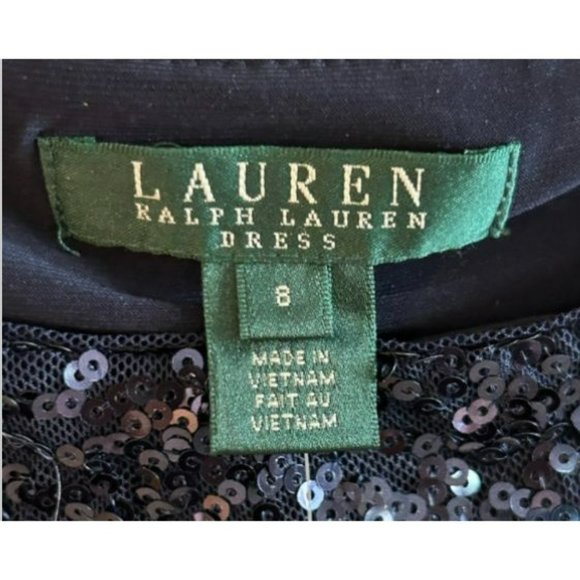 LAUREN
RALPH LAUREN
DRESS
8
MADE IN
VIETNAM
FAIT AU
VIETNAM